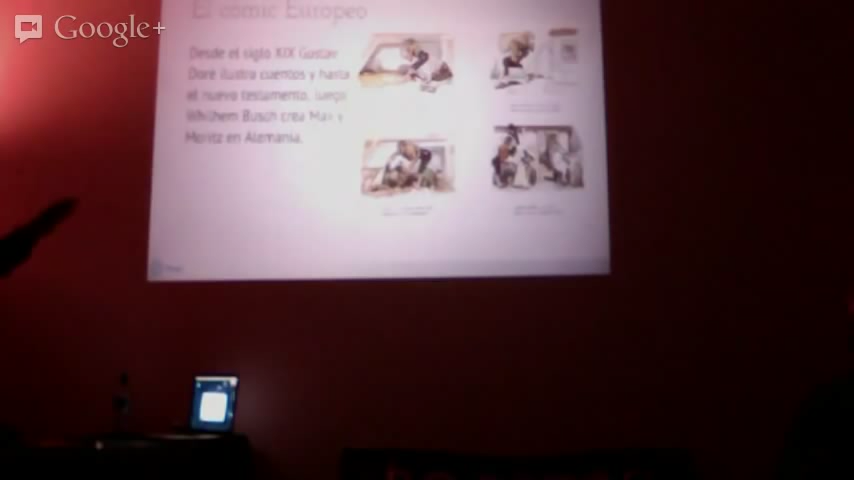 Google+
El cómic Europeo
Desde el siglo XIX Gustav
Doré ilustra cuentos y hasta
el nuevo testamento, luego
Whilhem Busch crea Max y
Moritz en Alemania.